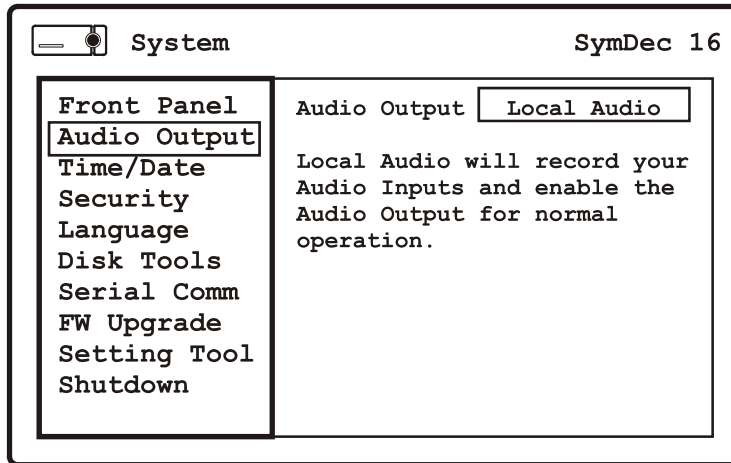 System
SymDec 16
Front Panel
Audio Output
Time/Date
Security
Language
Disk Tools
Serial Comm
FW Upgrade
Setting Tool
Shutdown
Audio Output
Local Audio
Local Audio will record your
Audio Inputs and enable the
Audio Output for normal
operation.